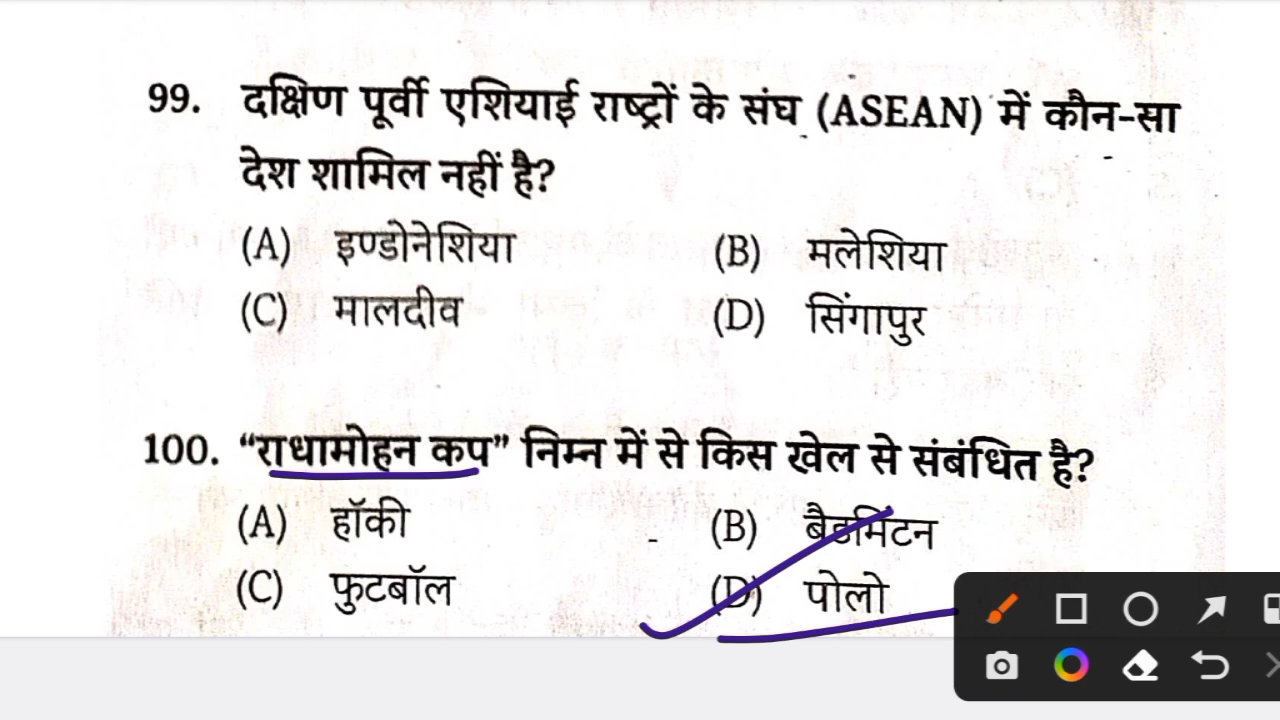 99. दक्षिण पूर्वी एशियाई राष्ट्रों के संघ (ASEAN) में कौन-सा
देश शामिल नहीं है?
(A) इण्डोनेशिया (B) मलेशिया
(C) मालदीव (D) सिंगापुर
100. “राधामोहन कप” निम्न में से किस खेल से संबंधित है?
(A) हॉकी (B) बैडमिंटन
(C) फुटबॉल (D) पोलो